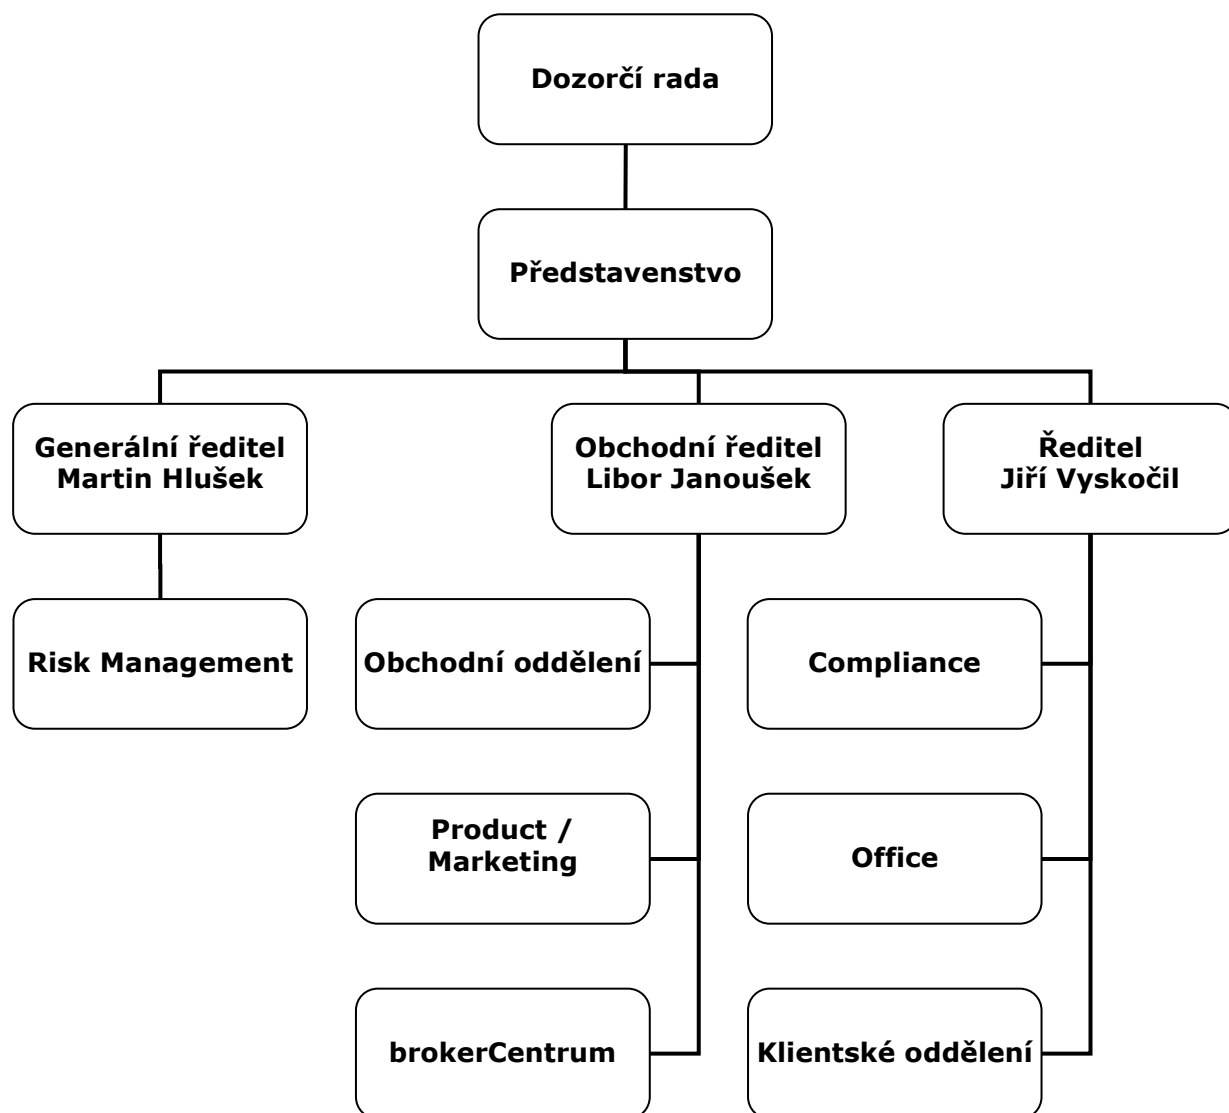 Dozorčí rada
Představenstvo
Generální ředitel
Martin Hlušek
Obchodní ředitel
Libor Janoušek
Ředitel
Jiří Vyskočil
Risk Management
Obchodní oddělení
Compliance
Product /
Marketing
Office
brokerCentrum
Klientské oddělení